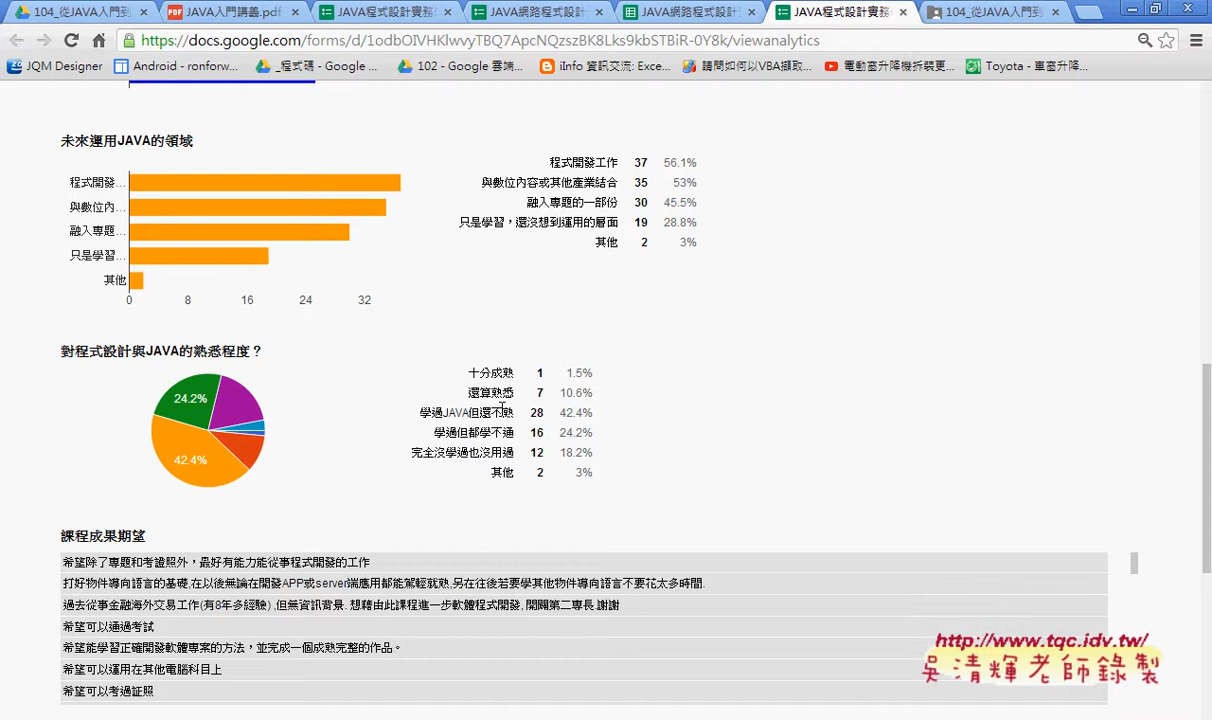 104_從JAVA入門到
JAVA入門講義.pdf
JAVA程式設計實務
JAVA網路程式設計
JAVA網路程式設計
JAVA程式設計實務
104_從JAVA入門到
https://docs.google.com/forms/d/1odbOIVHKlwvyTBQ7ApcNQzszBK8Lks9kbSTBiR-0Y8k/viewanalytics
JQM Designer
Android - ronforw...
_程式碼 - Google ...
102 - Google 雲端...
iInfo 資訊交流: Exce...
請問如何以VBA擷取...
電動窗升降機拆裝更...
Toyota - 車窗升降...
未來運用JAVA的領域
程式開發...
與數位內...
融入專題...
只是學習...
其他
0 8 16 24 32
程式開發工作 37 56.1%
與數位內容或其他產業結合 35 53%
融入專題的一部份 30 45.5%
只是學習，還沒想到運用的層面 19 28.8%
其他 2 3%
對程式設計與JAVA的熟悉程度？
24.2%
42.4%
十分成熟 1 1.5%
還算熟悉 7 10.6%
學過JAVA但還不熟 28 42.4%
學過但都學不通 16 24.2%
完全沒學過也沒用過 12 18.2%
其他 2 3%
課程成果期望
希望除了專題和考證照外，最好有能力能從事程式開發的工作
打好物件導向語言的基礎,在以後無論在開發APP或server端應用都能駕輕就熟,另在往後若要學其他物件導向語言不要花太多時間.
過去從事金融海外交易工作(有8年多經驗) ,但無資訊背景. 想藉由此課程進一步軟體程式開發, 開闢第二專長.謝謝
希望可以通過考試
希望能學習正確開發軟體專案的方法，並完成一個成熟完整的作品。
希望可以運用在其他電腦科目上
希望可以考過証照
http://www.tqc.idv.tw/
吳清輝老師錄製